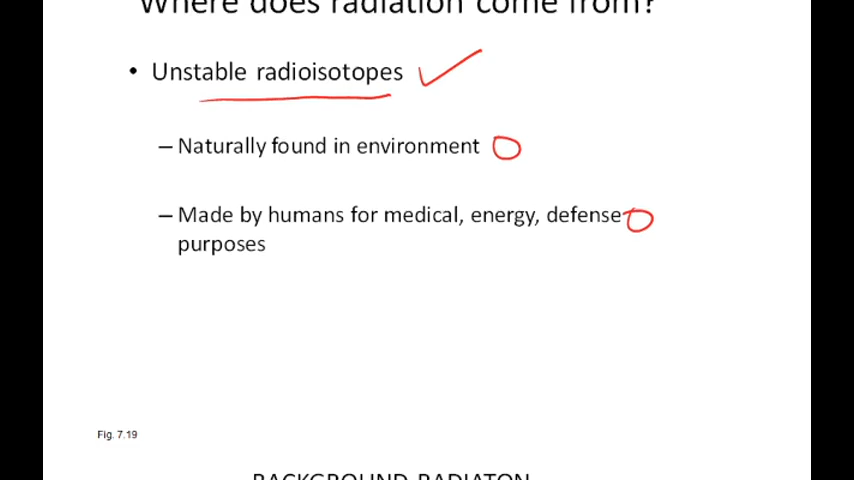 Where does radiation come from?
• Unstable radioisotopes
– Naturally found in environment
– Made by humans for medical, energy, defense
purposes
Fig. 7.19
BACKGROUND RADIATON